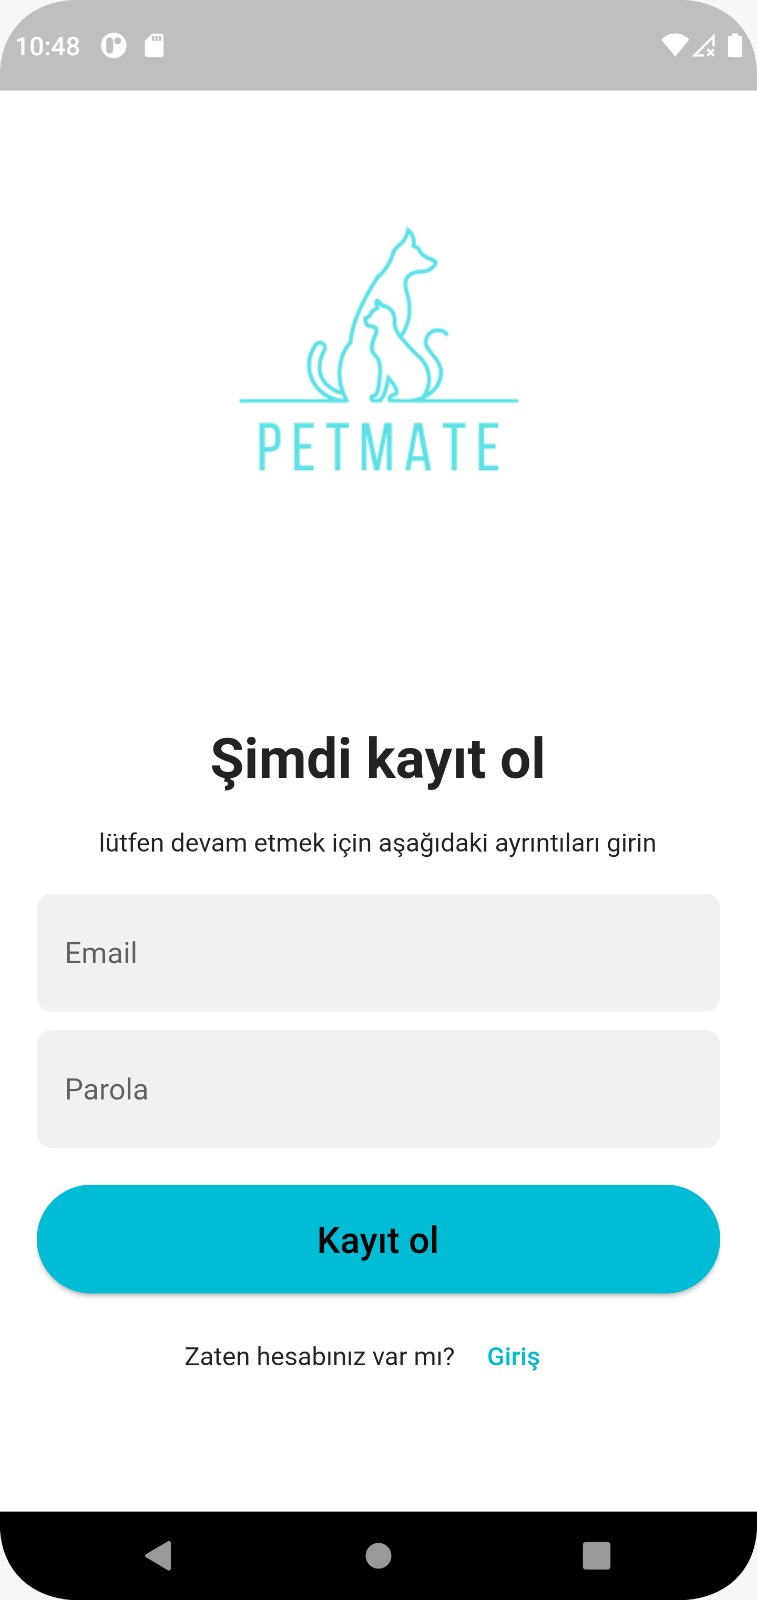 10:48
PETMATE
Şimdi kayıt ol
lütfen devam etmek için aşağıdaki ayrıntıları girin
Email
Parola
Kayıt ol
Zaten hesabınız var mı? Giriş